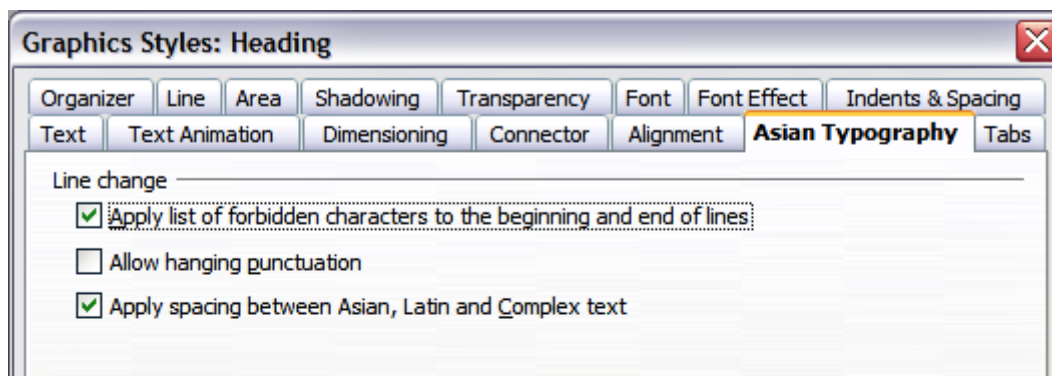 Graphics Styles: Heading
Organizer Line Area Shadowing Transparency Font Font Effect Indents & Spacing
Text Text Animation Dimensioning Connector Alignment Asian Typography Tabs
Line change
Apply list of forbidden characters to the beginning and end of lines
Allow hanging punctuation
Apply spacing between Asian, Latin and Complex text